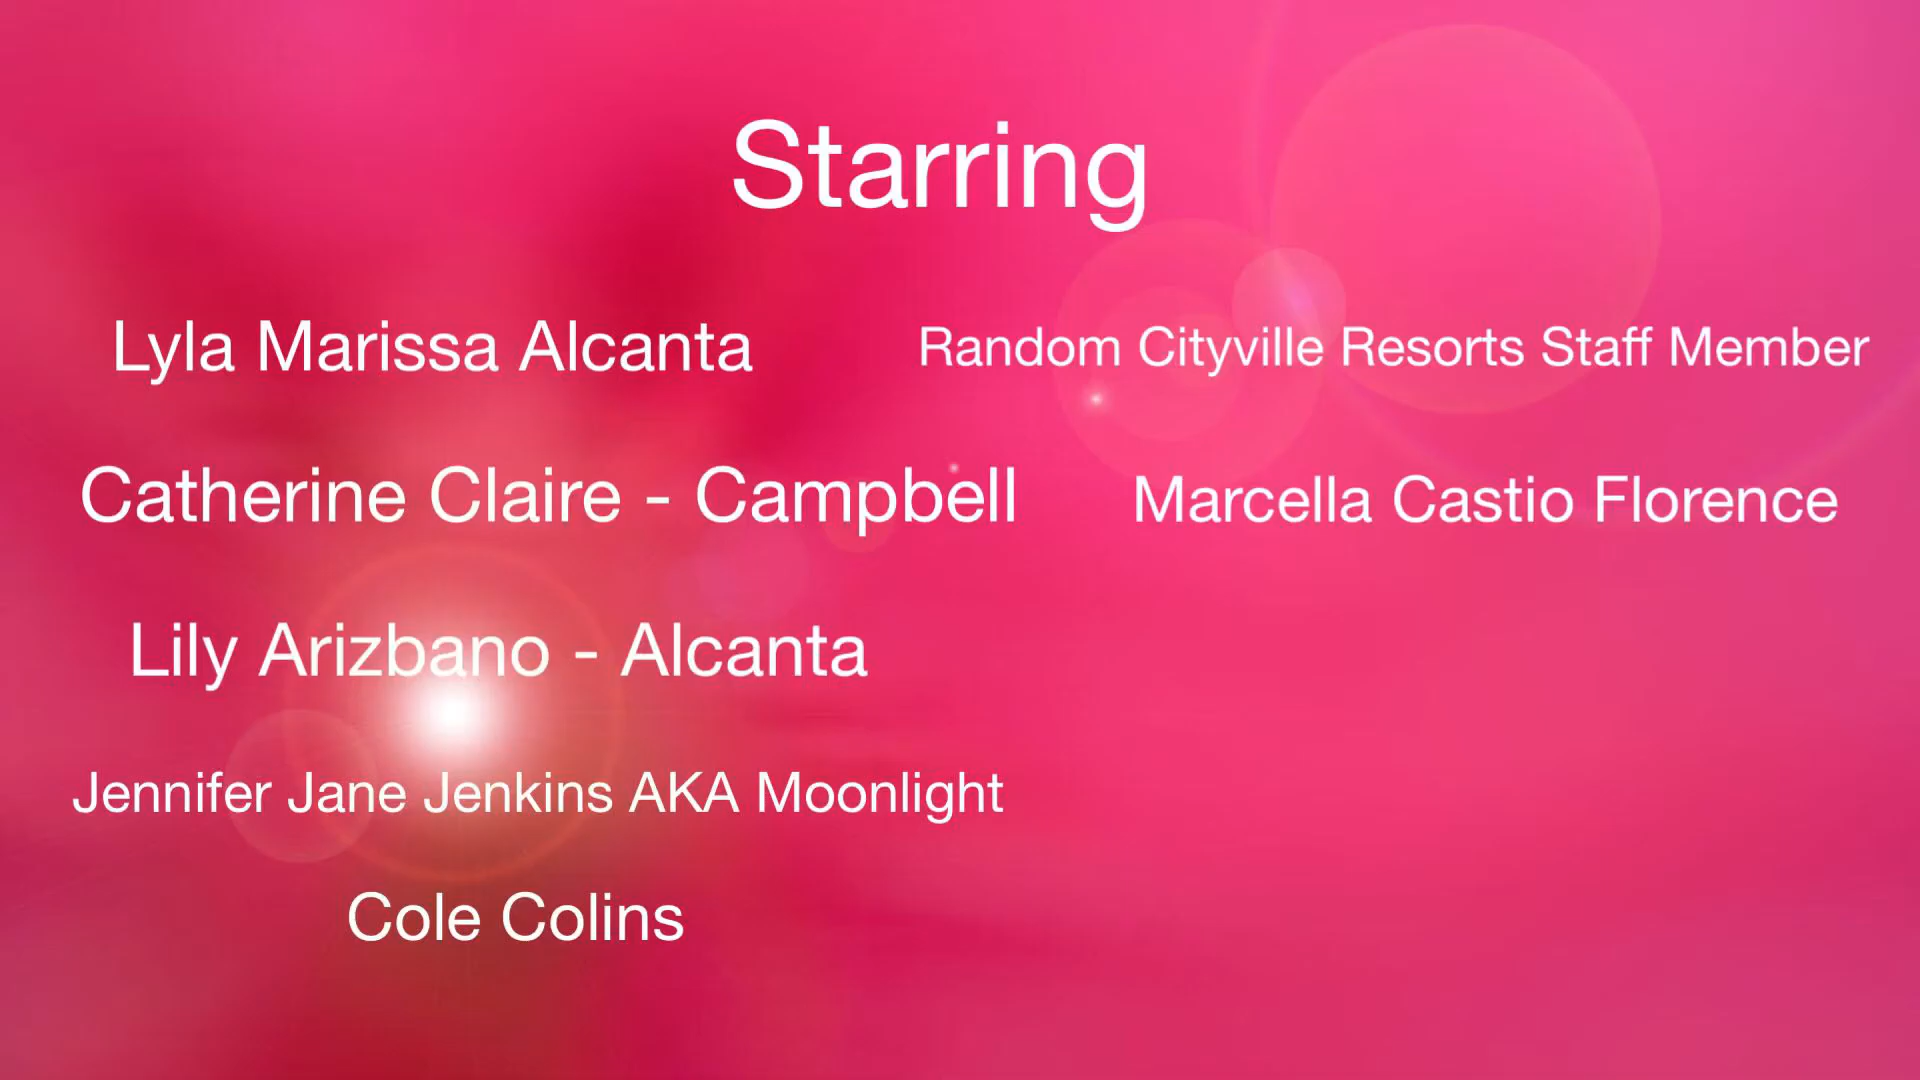 Starring
Lyla Marissa Alcanta
Random Cityville Resorts Staff Member
Catherine Claire - Campbell
Marcella Castio Florence
Lily Arizbano - Alcanta
Jennifer Jane Jenkins AKA Moonlight
Cole Colins